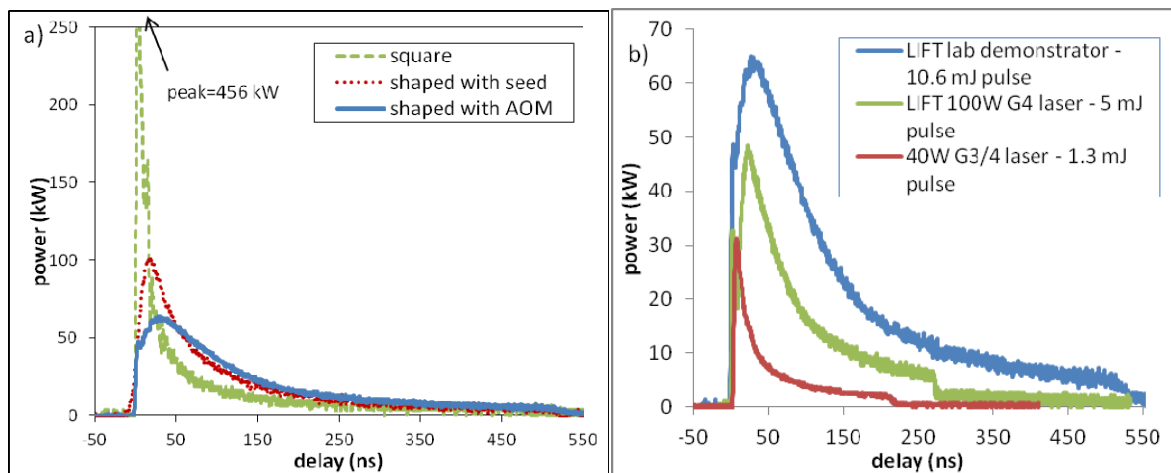 a)
250
200
150
100
50
0
power (kW)
-50 50 150 250 350 450 550
delay (ns)
peak=456 kW
square
shaped with seed
shaped with AOM
b)
70
60
50
40
30
20
10
0
power (kW)
-50 50 150 250 350 450 550
delay (ns)
LIFT lab demonstrator -
10.6 mJ pulse
LIFT 100W G4 laser - 5 mJ
pulse
40W G3/4 laser - 1.3 mJ
pulse